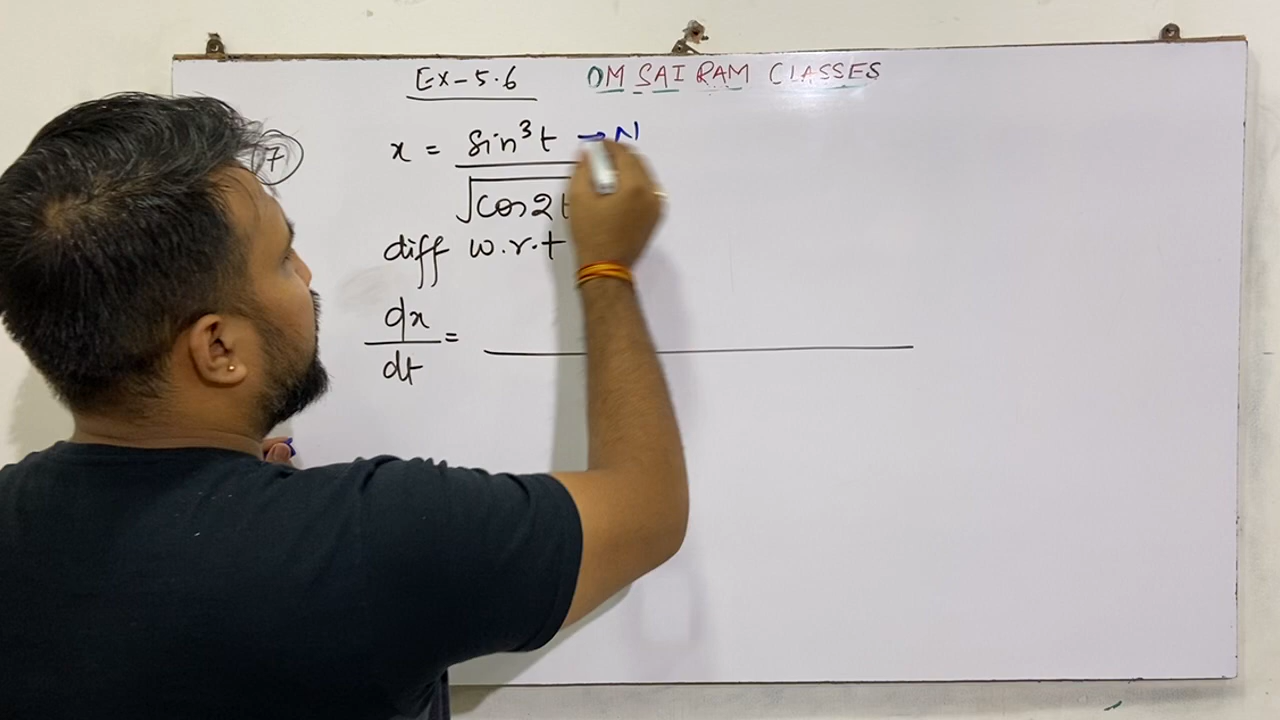 Ex-5.6 OM SAI RAM CLASSES
7 x = sin³t → N
√cos2t
diff w.r.t
dx
dt =